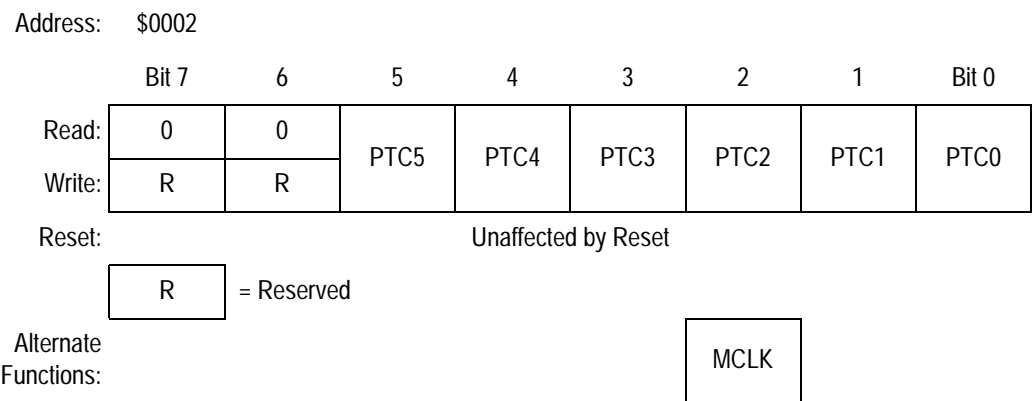 Address: $0002
Bit 7 6 5 4 3 2 1 Bit 0
Read: 0 0 PTC5 PTC4 PTC3 PTC2 PTC1 PTC0
Write: R R
Reset: Unaffected by Reset
R = Reserved
Alternate
Functions: MCLK